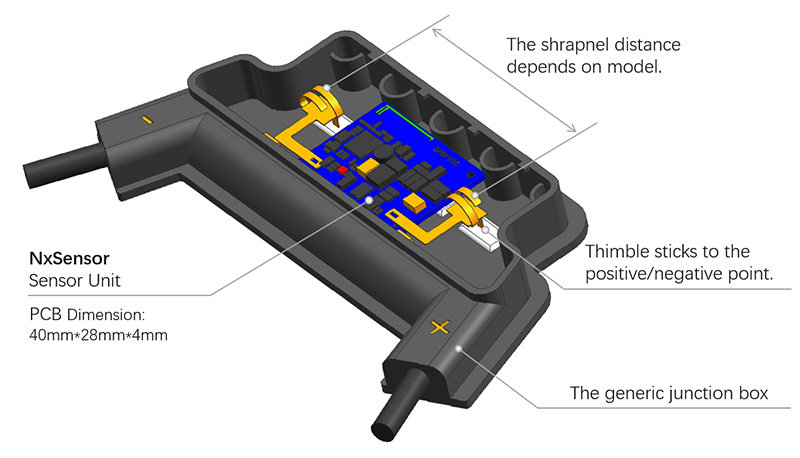 The shrapnel distance
depends on model.
Thimble sticks to the
positive/negative point.
NxSensor
Sensor Unit
PCB Dimension:
40mm*28mm*4mm
The generic junction box
-
+